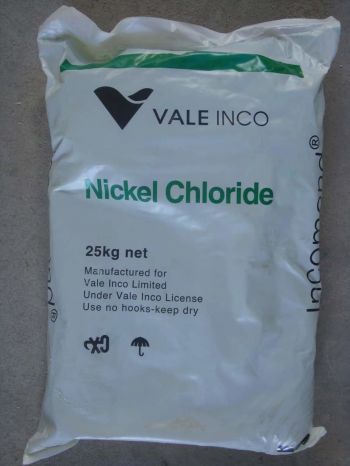 VALE INCO
Nickel Chloride
25kg net
Manufactured for
Vale Inco Limited
Under Vale Inco License
Use no hooks-keep dry
Incomond®